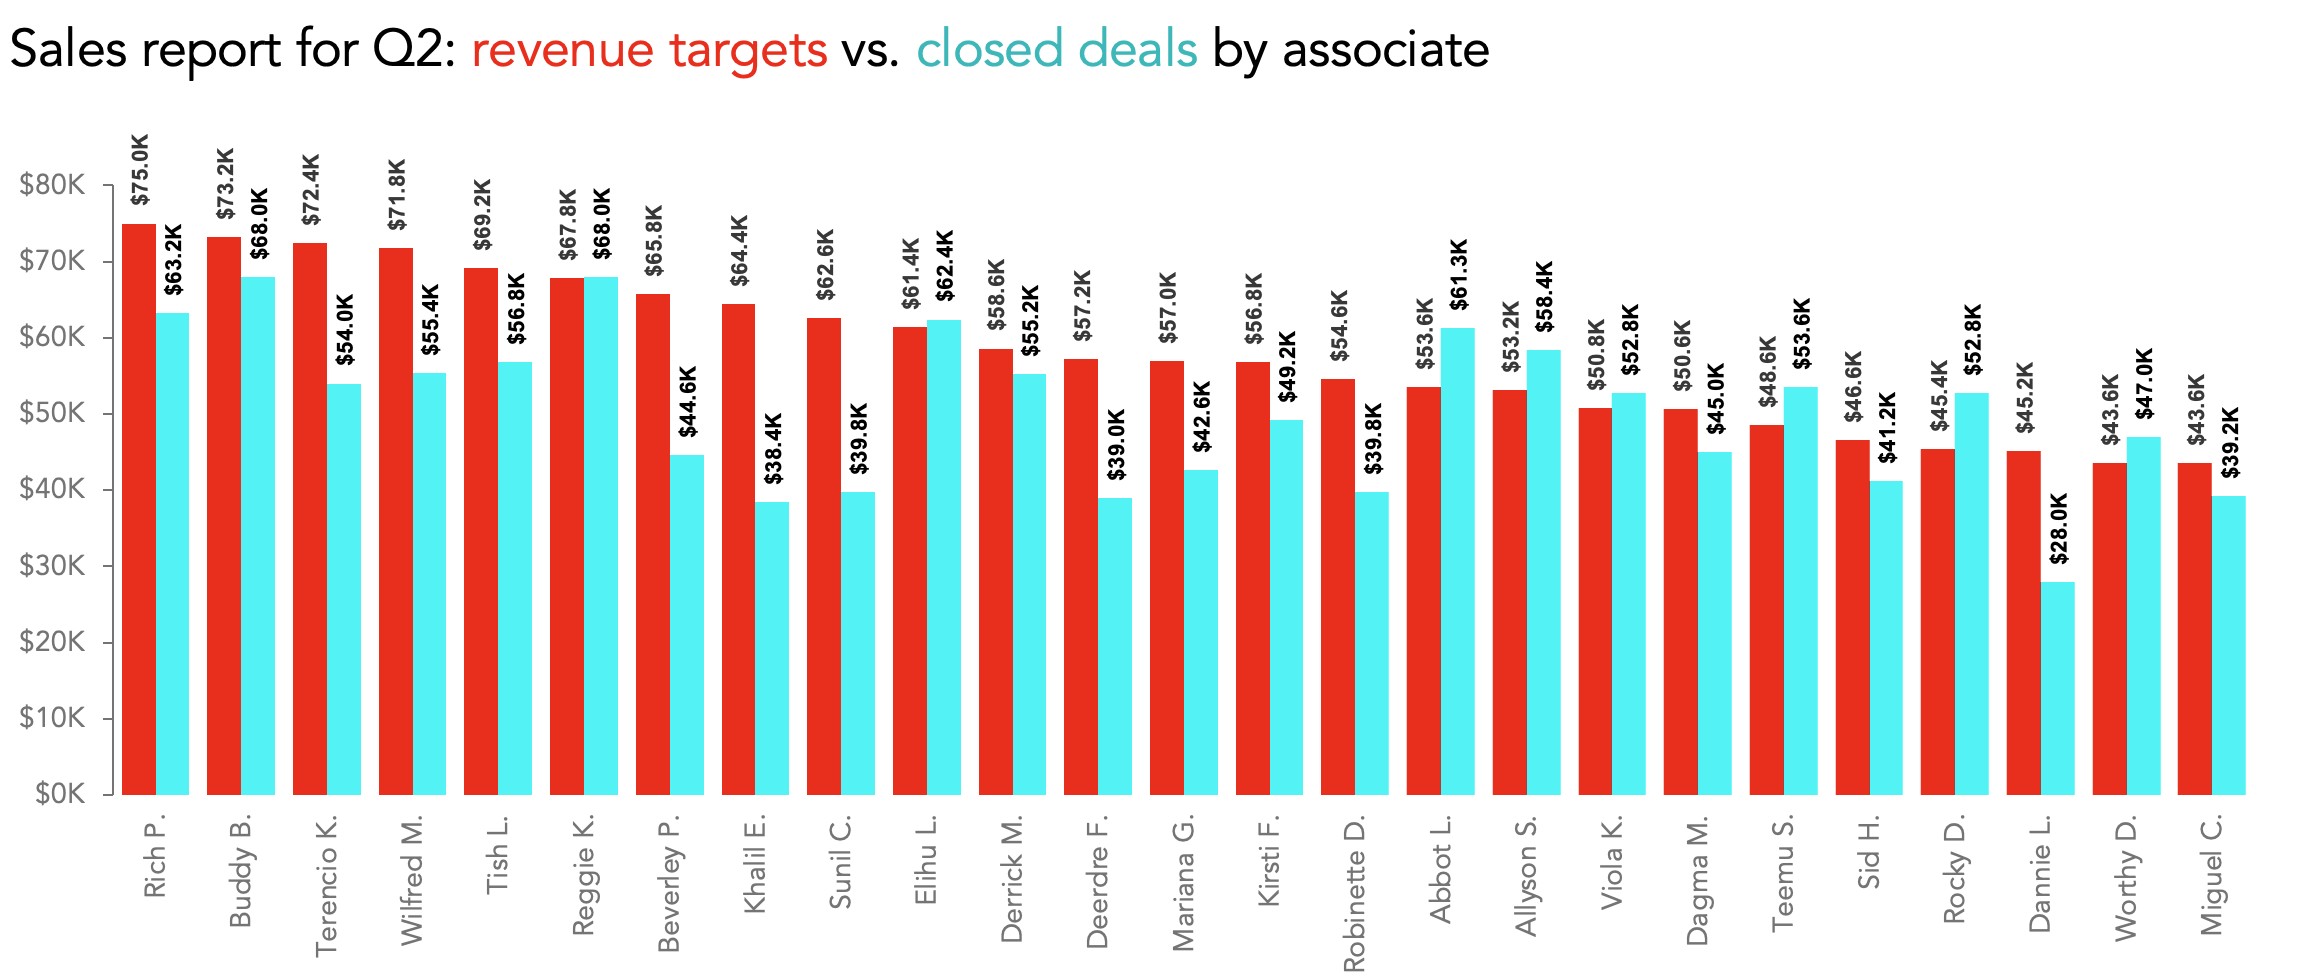 Sales report for Q2: revenue targets vs. closed deals by associate
$80K
$70K
$60K
$50K
$40K
$30K
$20K
$10K
$0K
$75.0K
$63.2K
$73.2K
$68.0K
$72.4K
$54.0K
$71.8K
$55.4K
$69.2K
$56.8K
$67.8K
$68.0K
$65.8K
$44.6K
$64.4K
$38.4K
$62.6K
$39.8K
$61.4K
$62.4K
$58.6K
$55.2K
$57.2K
$39.0K
$57.0K
$42.6K
$56.8K
$49.2K
$54.6K
$39.8K
$53.6K
$61.3K
$53.2K
$58.4K
$50.8K
$52.8K
$50.6K
$45.0K
$48.6K
$53.6K
$46.6K
$41.2K
$45.4K
$52.8K
$45.2K
$28.0K
$43.6K
$47.0K
$43.6K
$39.2K
Rich P.
Buddy B.
Terencio K.
Wilfred M.
Tish L.
Reggie K.
Beverley P.
Khalil E.
Sunil C.
Elihu L.
Derrick M.
Deerdre F.
Mariana G.
Kirsti F.
Robinette D.
Abbot L.
Allyson S.
Viola K.
Dagma M.
Teemu S.
Sid H.
Rocky D.
Dannie L.
Worthy D.
Miguel C.